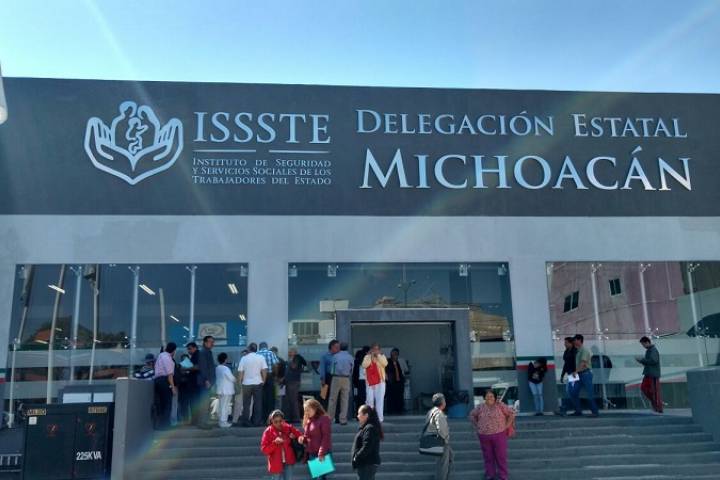 ISSSTE
INSTITUTO DE SEGURIDAD
Y SERVICIOS SOCIALES DE LOS
TRABAJADORES DEL ESTADO
DELEGACIÓN ESTATAL
MICHOACÁN
225KVA